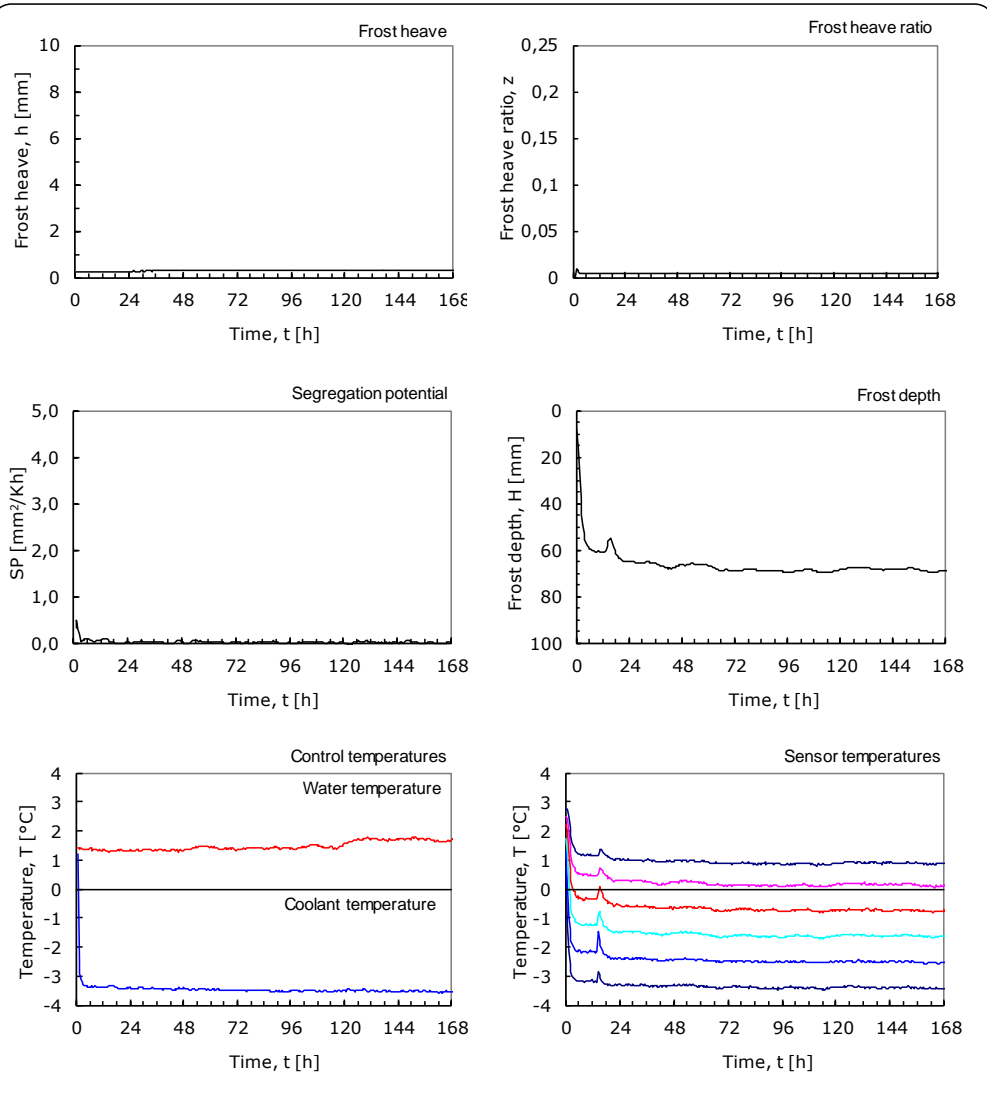 Frost heave
Frost heave, h [mm]
10
8
6
4
2
0
0 24 48 72 96 120 144 168
Time, t [h]
Frost heave ratio
Frost heave ratio, z
0,25
0,2
0,15
0,1
0,05
0
0 24 48 72 96 120 144 168
Time, t [h]
Segregation potential
SP [mm²/Kh]
5,0
4,0
3,0
2,0
1,0
0,0
0 24 48 72 96 120 144 168
Time, t [h]
Frost depth
Frost depth, H [mm]
0
20
40
60
80
100
0 24 48 72 96 120 144 168
Time, t [h]
Control temperatures
Temperature, T [°C]
4
3
2
1
0
-1
-2
-3
-4
Water temperature
Coolant temperature
0 24 48 72 96 120 144 168
Time, t [h]
Sensor temperatures
Temperature, T [°C]
4
3
2
1
0
-1
-2
-3
-4
0 24 48 72 96 120 144 168
Time, t [h]